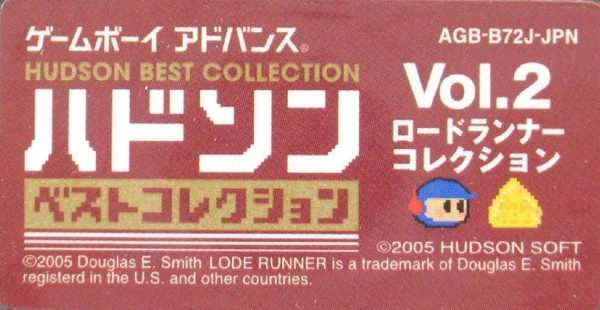 ゲームボーイ アドバンス®
AGB-B72J-JPN
HUDSON BEST COLLECTION
ハドソン
ベストコレクション
Vol.2
ロードランナー
コレクション
©2005 HUDSON SOFT
©2005 Douglas E. Smith LODE RUNNER is a trademark of Douglas E. Smith
registerd in the U.S. and other countries.